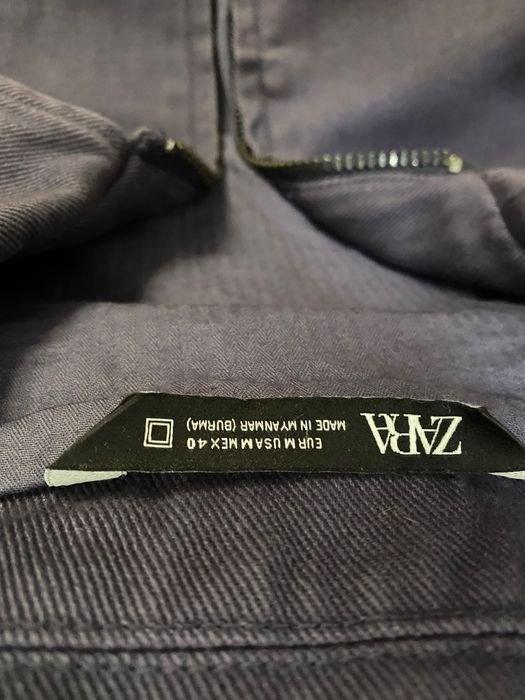 ZARA
EUR M USA M MEX 40
MADE IN MYANMAR (BURMA)